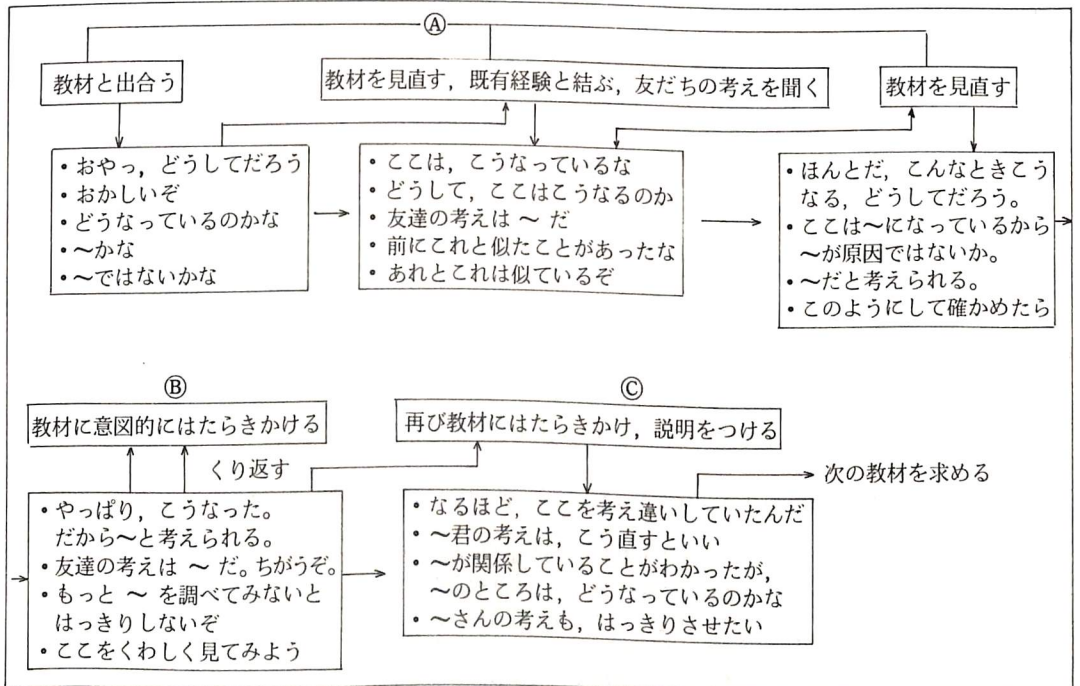 Ⓐ
教材と出合う
教材を見直す，既有経験と結ぶ，友だちの考えを聞く
教材を見直す
・おやっ，どうしてだろう
・おかしいぞ
・どうなっているのかな
・～かな
・～ではないかな
・ここは，こうなっているな
・どうして，ここはこうなるのか
・友達の考えは ～ だ
・前にこれと似たことがあったな
・あれとこれは似ているぞ
・ほんとだ，こんなときこう
なる，どうしてだろう。
・ここは～になっているから
～が原因ではないか。
・～だと考えられる。
・このようにして確かめたら
Ⓑ
教材に意図的にはたらきかける
くり返す
・やっぱり，こうなった。
だから～と考えられる。
・友達の考えは ～ だ。ちがうぞ。
・もっと ～ を調べてみないと
はっきりしないぞ
・ここをくわしく見てみよう
Ⓒ
再び教材にはたらきかけ，説明をつける
・なるほど，ここを考え違いしていたんだ
・～君の考えは，こう直すといい
・～が関係していることがわかったが，
～のところは，どうなっているのかな
・～さんの考えも，はっきりさせたい
次の教材を求める